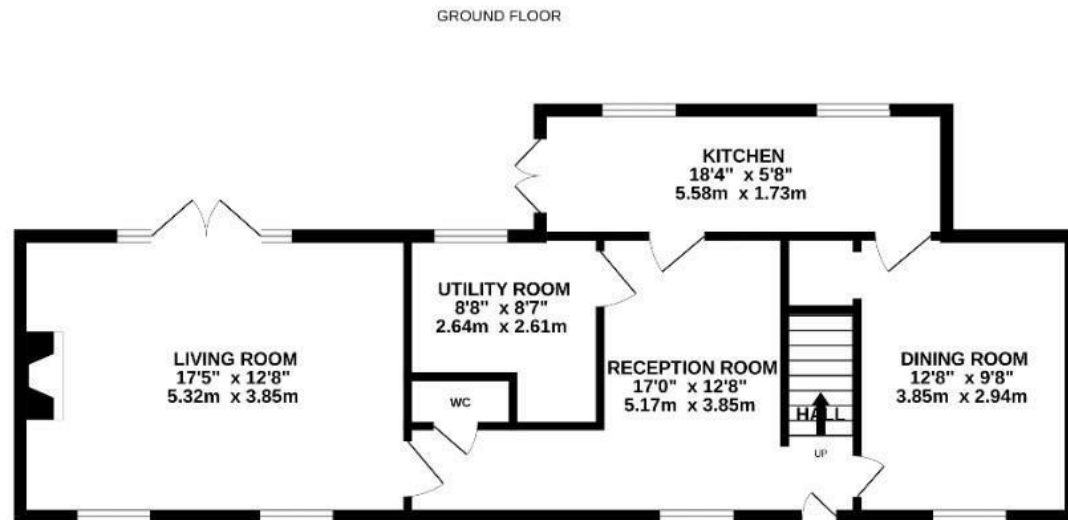 GROUND FLOOR
KITCHEN
18'4" x 5'8"
5.58m x 1.73m
UTILITY ROOM
8'8" x 8'7"
2.64m x 2.61m
LIVING ROOM
17'5" x 12'8"
5.32m x 3.85m
WC
RECEPTION ROOM
17'0" x 12'8"
5.17m x 3.85m
HALL
UP
DINING ROOM
12'8" x 9'8"
3.85m x 2.94m